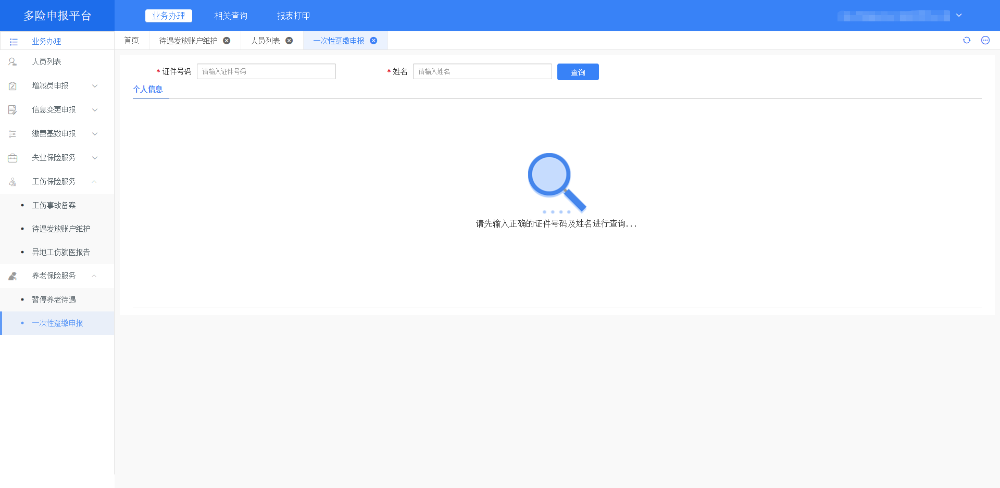 多险申报平台
业务办理 相关查询 报表打印
业务办理
首页 待遇发放账户维护 人员列表 一次性趸缴申报
人员列表
增减员申报
信息变更申报
缴费基数申报
失业保险服务
工伤保险服务
工伤事故备案
待遇发放账户维护
异地工伤就医报告
养老保险服务
暂停养老待遇
一次性趸缴申报
* 证件号码 请输入证件号码 * 姓名 请输入姓名 查询
个人信息
请先输入正确的证件号码及姓名进行查询...